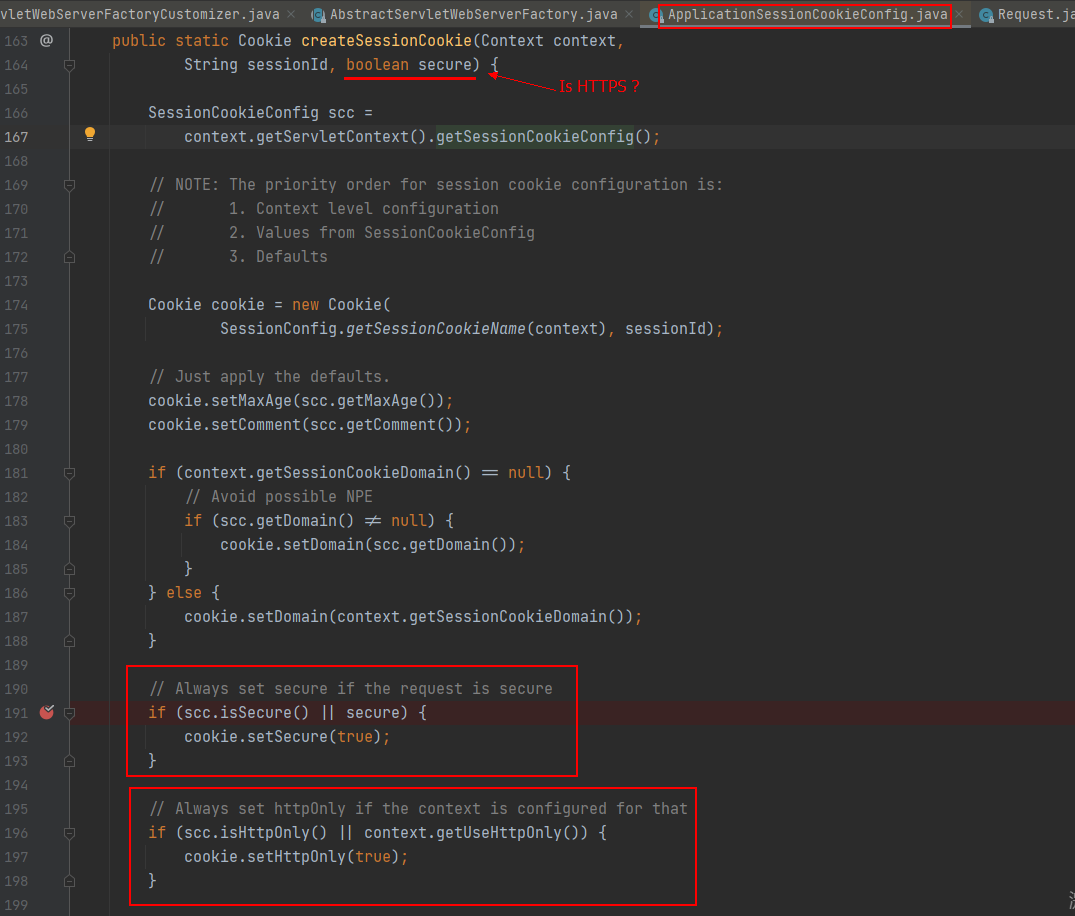 vletWebServerFactoryCustomizer.java AbstractServletWebServerFactory.java ApplicationSessionCookieConfig.java Request.ja
163 @ public static Cookie createSessionCookie(Context context,
164 String sessionId, boolean secure) {
165 Is HTTPS ?
166 SessionConfigCookie scc =
167 context.getServletContext().getSessionCookieConfig();
168
169 // NOTE: The priority order for session cookie configuration is:
170 // 1. Context level configuration
171 // 2. Values from SessionCookieConfig
172 // 3. Defaults
173
174 Cookie cookie = new Cookie(
175 SessionConfig.getSessionCookieName(context), sessionId);
176
177 // Just apply the defaults.
178 cookie.setMaxAge(scc.getMaxAge());
179 cookie.setComment(scc.getComment());
180
181 if (context.getSessionCookieDomain() == null) {
182 // Avoid possible NPE
183 if (scc.getDomain() ≠ null) {
184 cookie.setDomain(scc.getDomain());
185 }
186 } else {
187 cookie.setDomain(context.getSessionCookieDomain());
188 }
189
190 // Always set secure if the request is secure
191 if (scc.isSecure() || secure) {
192 cookie.setSecure(true);
193 }
194
195 // Always set httpOnly if the context is configured for that
196 if (scc.isHttpOnly() || context.getUseHttpOnly()) {
197 cookie.setHttpOnly(true);
198 }
199